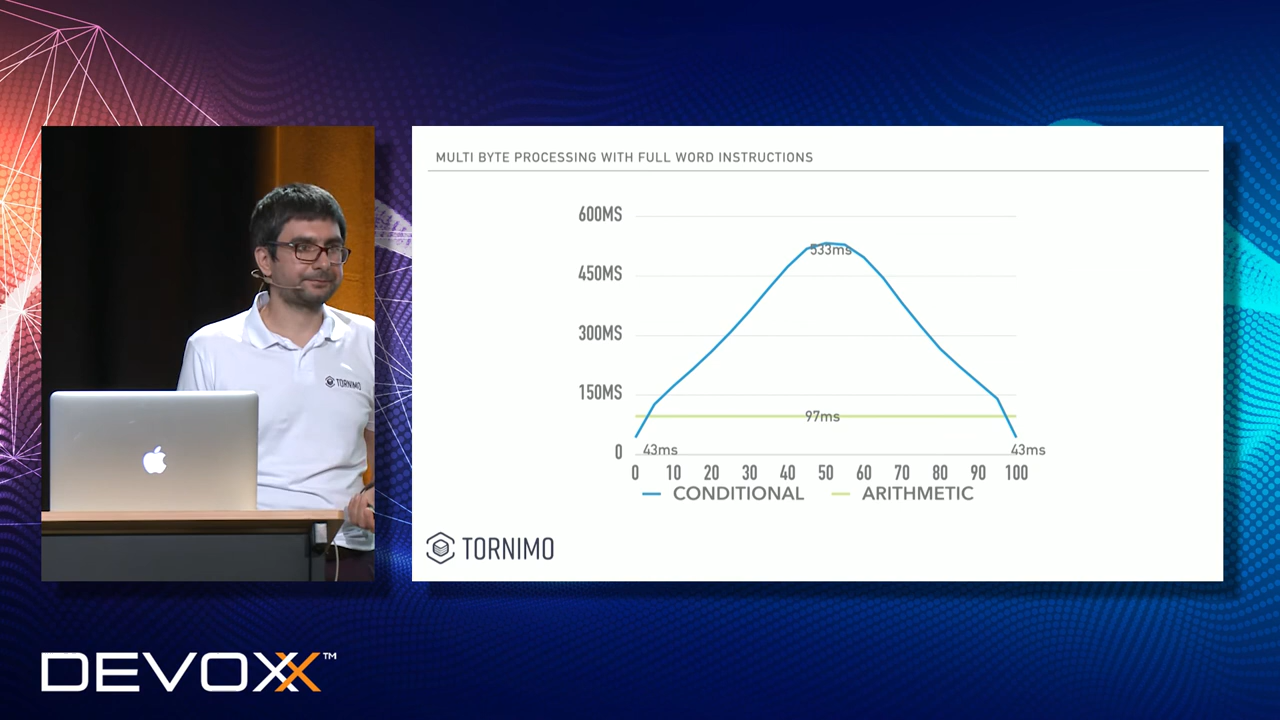 MULTI BYTE PROCESSING WITH FULL WORD INSTRUCTIONS
600MS
533ms
450MS
300MS
150MS
97ms
0
43ms
43ms
0 10 20 30 40 50 60 70 80 90 100
CONDITIONAL ARITHMETIC
TORNIMO
TORNIMO
DEVOXX™